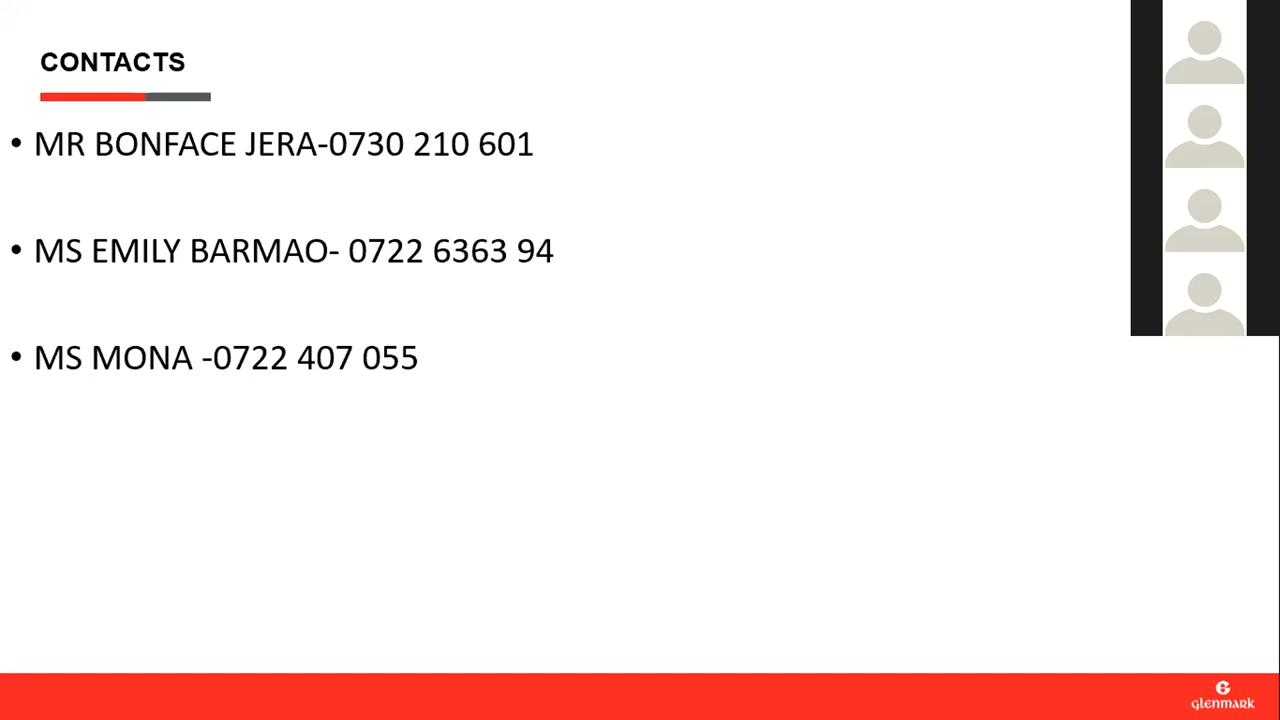 CONTACTS
• MR BONFACE JERA-0730 210 601
• MS EMILY BARMAO- 0722 6363 94
• MS MONA -0722 407 055
glenmark